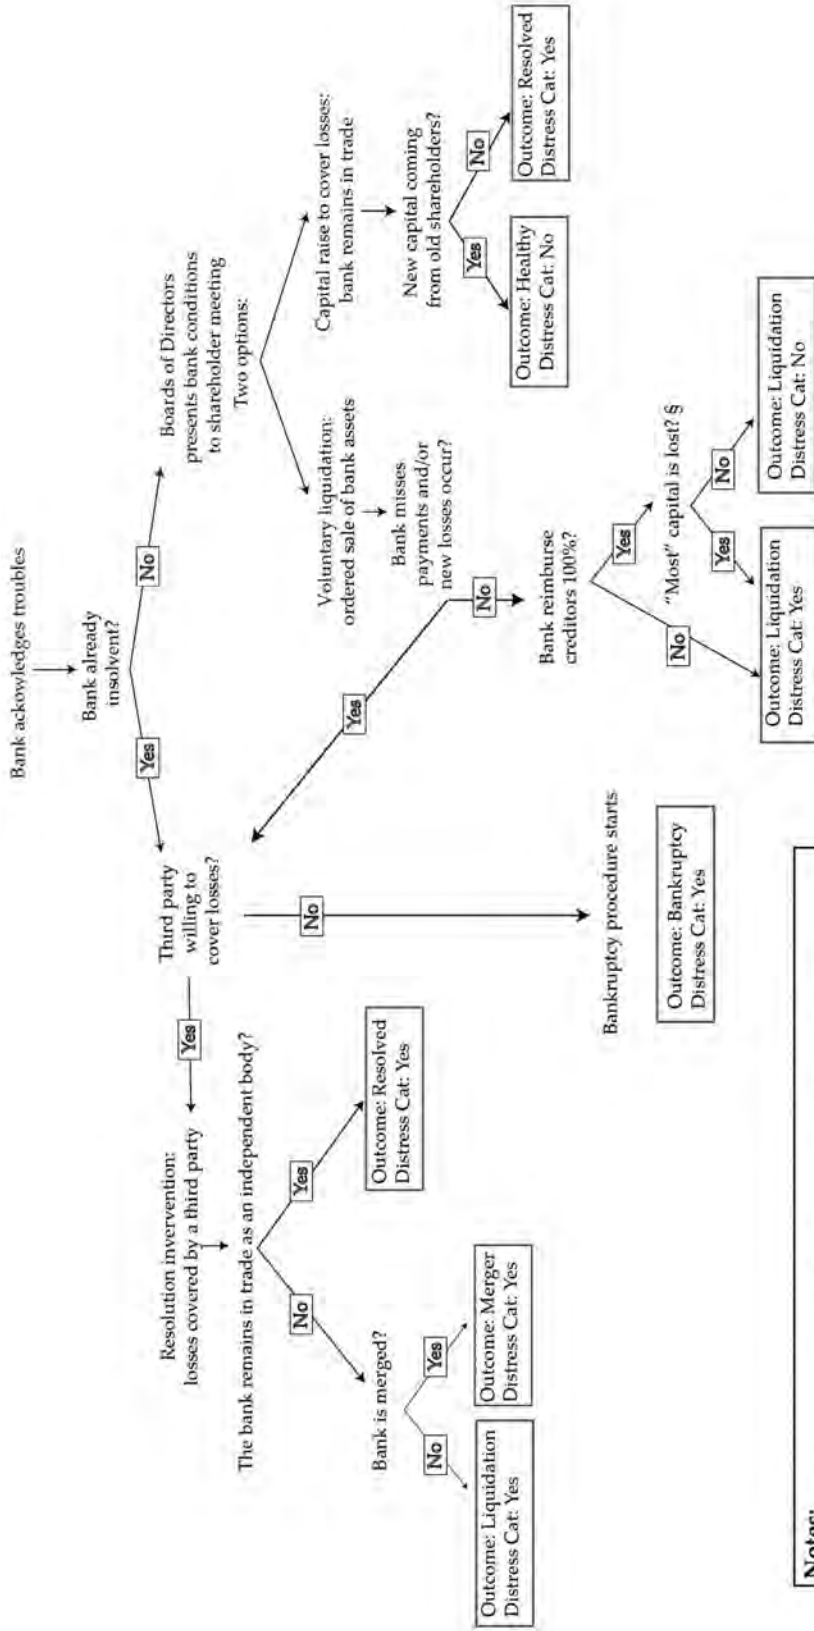 Bank ackowledges troubles
Bank already
insolvent?
Yes
No
Third party
willing to
cover losses?
Boards of Directors
presents bank conditions
to shareholder meeting
Two options:
Yes
No
Resolution invervention:
losses covered by a third party
The bank remains in trade as an independent body?
No
Yes
Bank is merged?
Outcome: Resolved
Distress Cat: Yes
No
Yes
Outcome: Liquidation
Distress Cat: Yes
Outcome: Merger
Distress Cat: Yes
Bankruptcy procedure starts
Outcome: Bankruptcy
Distress Cat: Yes
Voluntary liquidation:
ordered sale of bank assets
Capital raise to cover losses:
bank remains in trade
Bank misses
payments and/or
new losses occur?
New capital coming
from old shareholders?
Yes
No
Yes
No
Outcome: Healthy
Distress Cat: No
Outcome: Resolved
Distress Cat: Yes
Bank reimburse
creditors 100%?
No
Yes
"Most" capital is lost? §
Yes
No
Outcome: Liquidation
Distress Cat: Yes
Outcome: Liquidation
Distress Cat: No
Notes: